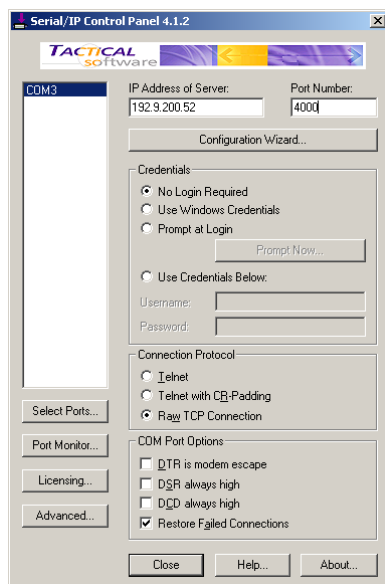 Serial/IP Control Panel 4.1.2
TACTICAL
software
COM3
IP Address of Server:
Port Number:
192.9.200.52
4000
Configuration Wizard...
Credentials
No Login Required
Use Windows Credentials
Prompt at Login
Prompt Now...
Use Credentials Below:
Username:
Password:
Connection Protocol
Telnet
Telnet with CR-Padding
Raw TCP Connection
Select Ports...
Port Monitor...
Licensing...
Advanced...
COM Port Options
DTR is modem escape
DSR always high
DCD always high
Restore Failed Connections
Close
Help...
About...